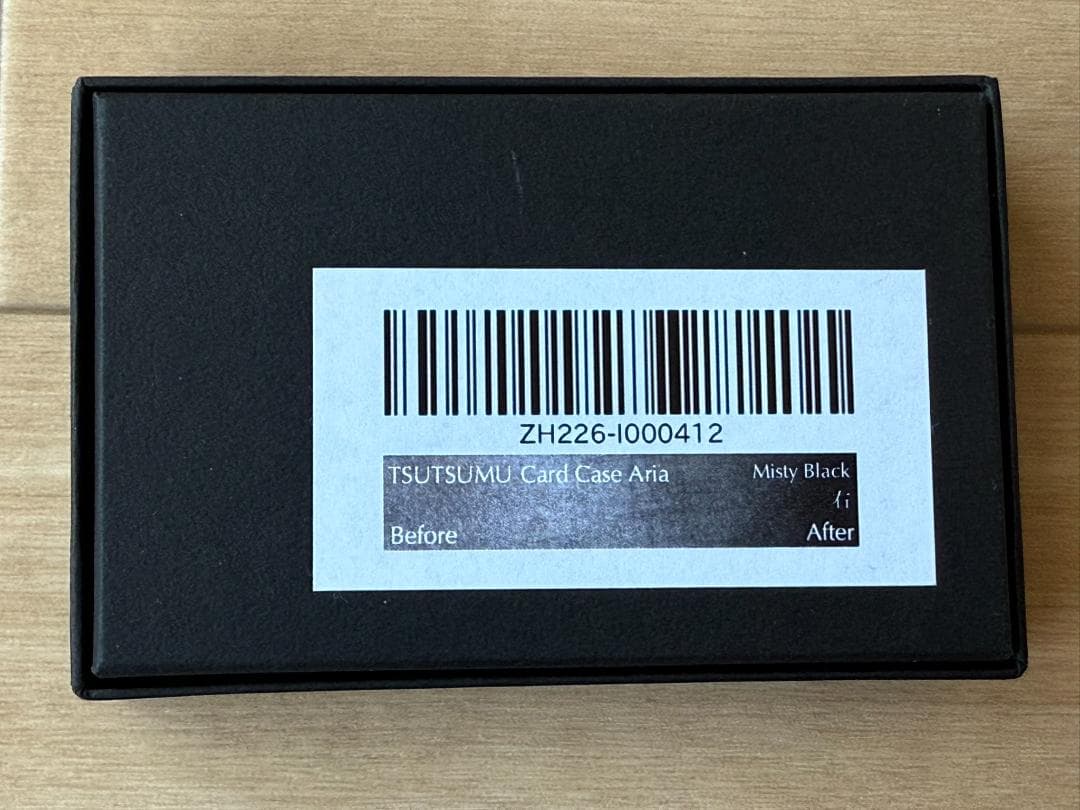 ZH226-I000412
TSUTSUMU Card Case Aria
Misty Black
Before
After